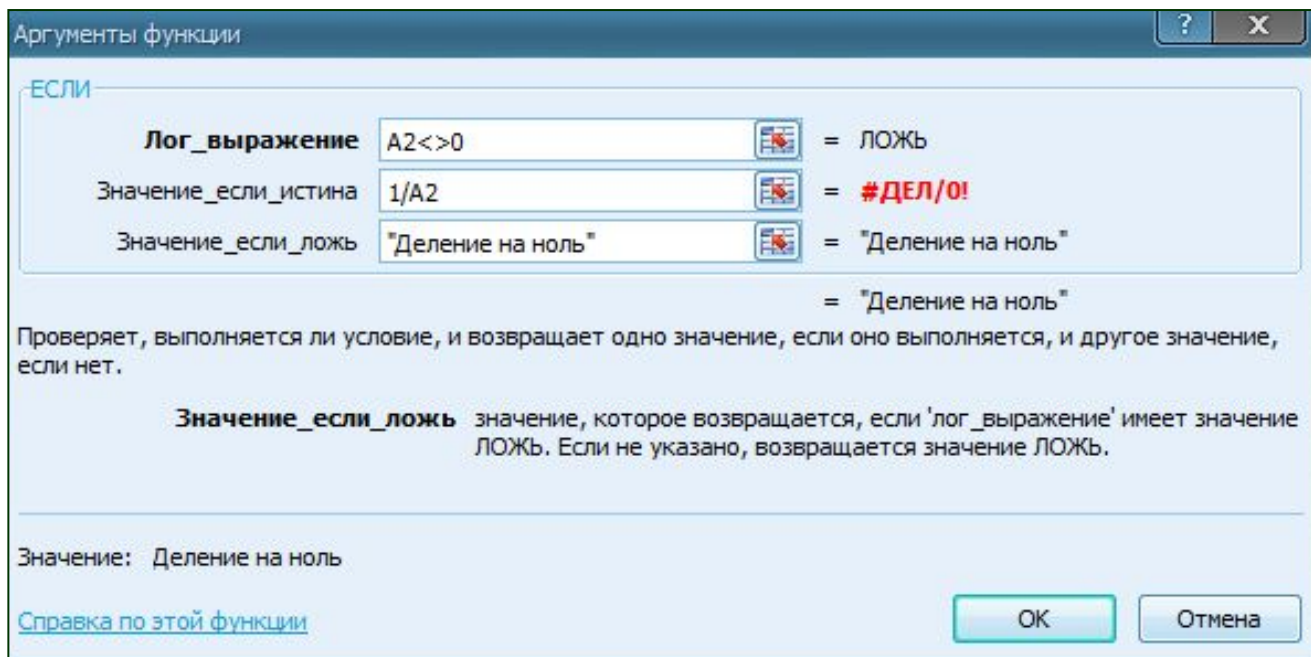 Аргументы функции
? X
ЕСЛИ
Лог_выражение A2<>0 = ЛОЖЬ
Значение_если_истина 1/A2 = #ДЕЛ/0!
Значение_если_ложь "Деление на ноль" = "Деление на ноль"
= "Деление на ноль"
Проверяет, выполняется ли условие, и возвращает одно значение, если оно выполняется, и другое значение,
если нет.
Значение_если_ложь значение, которое возвращается, если 'лог_выражение' имеет значение
ЛОЖЬ. Если не указано, возвращается значение ЛОЖЬ.
Значение: Деление на ноль
Справка по этой функции
ОК Отмена